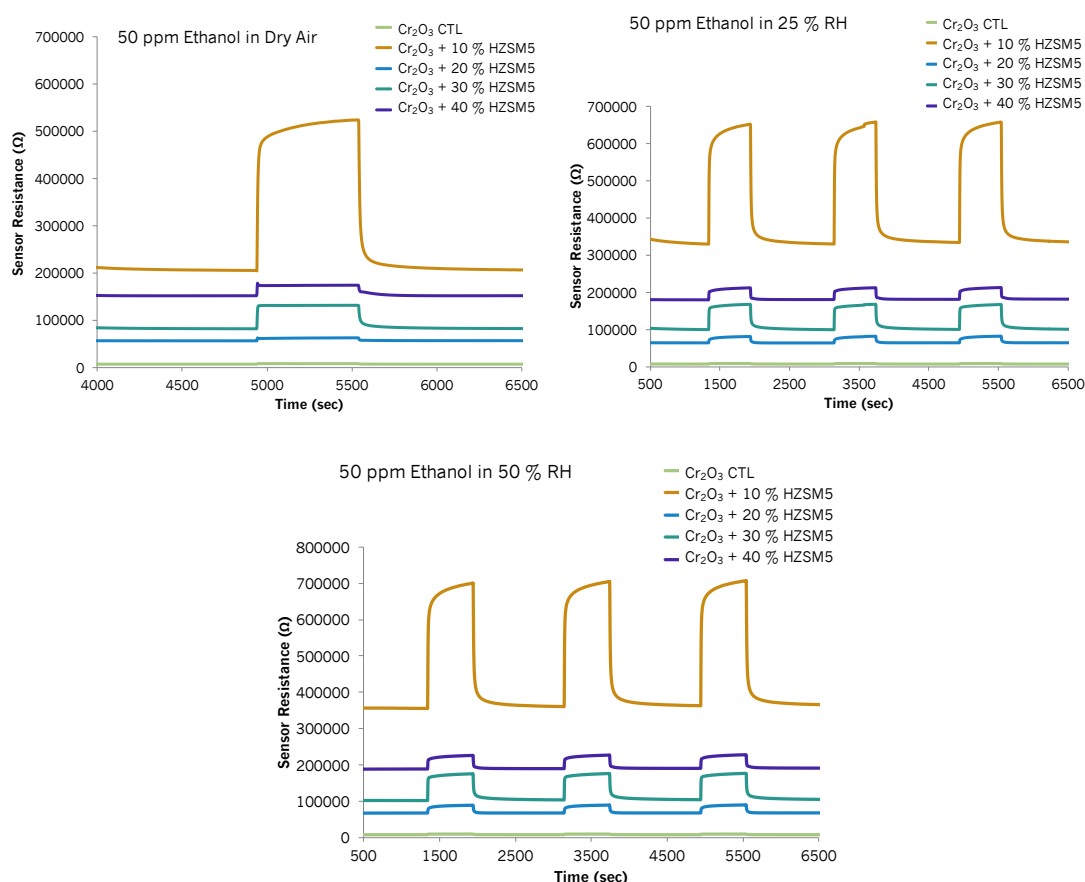 50 ppm Ethanol in Dry Air
Cr₂O₃ CTL
Cr₂O₃ + 10 % HZSM5
Cr₂O₃ + 20 % HZSM5
Cr₂O₃ + 30 % HZSM5
Cr₂O₃ + 40 % HZSM5
Sensor Resistance (Ω)
700000
600000
500000
400000
300000
200000
100000
0
4000 4500 5000 5500 6000 6500
Time (sec)
50 ppm Ethanol in 25 % RH
Cr₂O₃ CTL
Cr₂O₃ + 10 % HZSM5
Cr₂O₃ + 20 % HZSM5
Cr₂O₃ + 30 % HZSM5
Cr₂O₃ + 40 % HZSM5
Sensor Resistance (Ω)
700000
600000
500000
400000
300000
200000
100000
0
500 1500 2500 3500 4500 5500 6500
Time (sec)
50 ppm Ethanol in 50 % RH
Cr₂O₃ CTL
Cr₂O₃ + 10 % HZSM5
Cr₂O₃ + 20 % HZSM5
Cr₂O₃ + 30 % HZSM5
Cr₂O₃ + 40 % HZSM5
Sensor Resistance (Ω)
800000
700000
600000
500000
400000
300000
200000
100000
0
500 1500 2500 3500 4500 5500 6500
Time (sec)